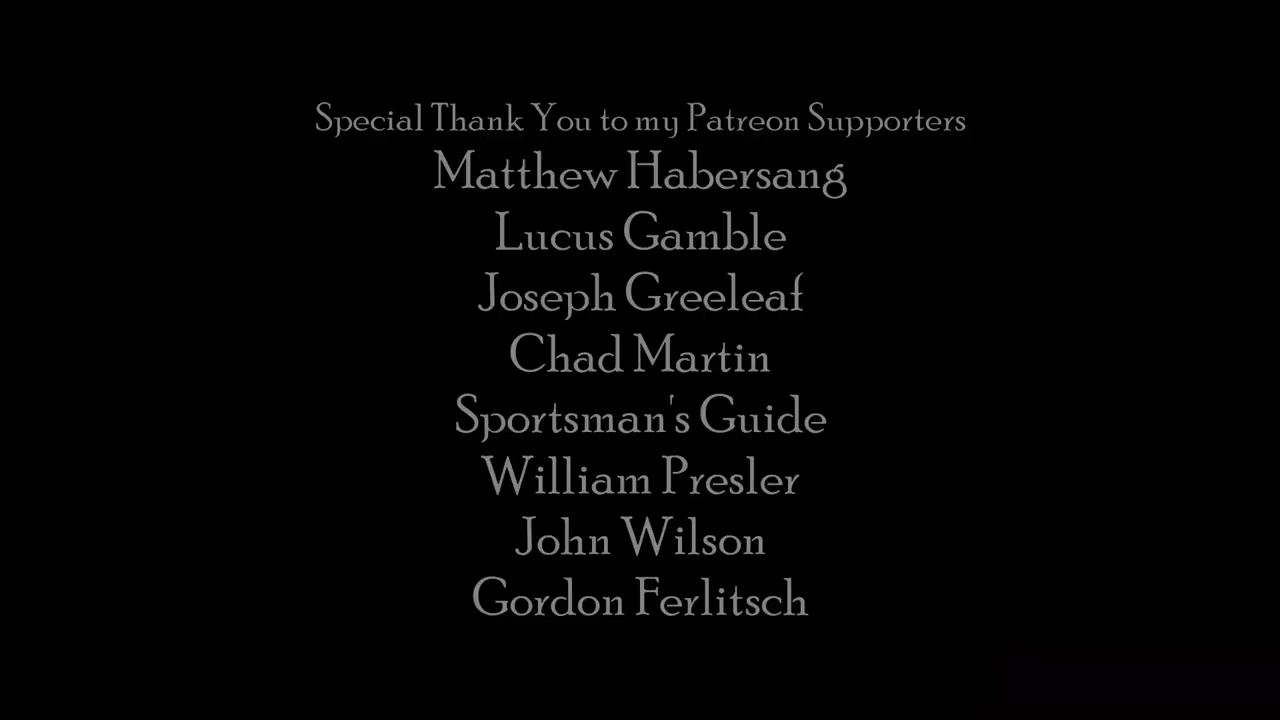 Special Thank You to my Patreon Supporters
Matthew Habersang
Lucus Gamble
Joseph Greeleaf
Chad Martin
Sportsman's Guide
William Presler
John Wilson
Gordon Ferlitsch